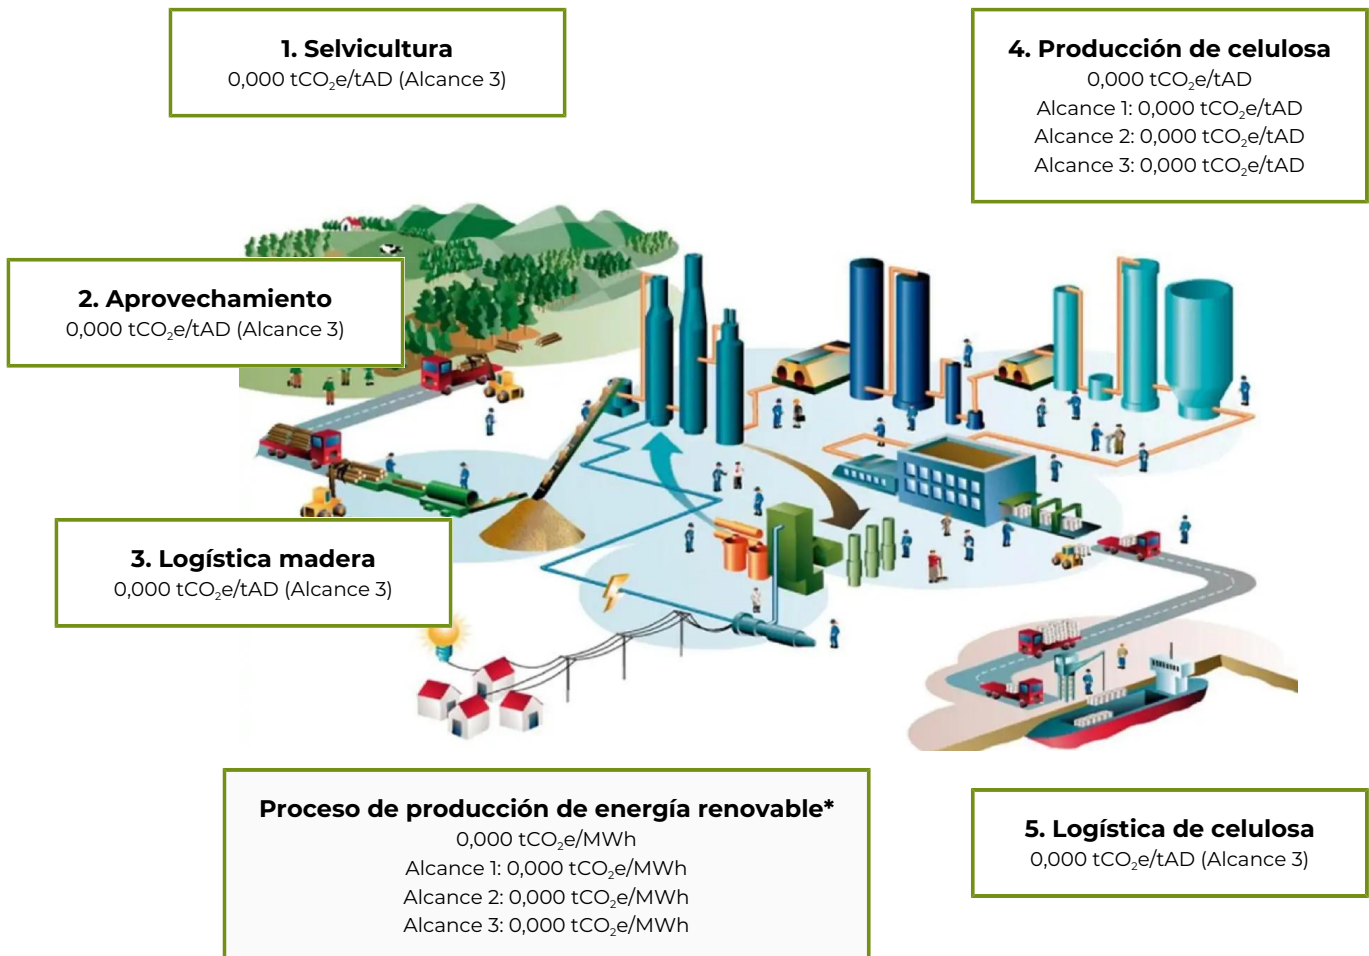 1. Selvicultura
0,000 tCO₂e/tAD (Alcance 3)
4. Producción de celulosa
0,000 tCO₂e/tAD
Alcance 1: 0,000 tCO₂e/tAD
Alcance 2: 0,000 tCO₂e/tAD
Alcance 3: 0,000 tCO₂e/tAD
2. Aprovechamiento
0,000 tCO₂e/tAD (Alcance 3)
3. Logística madera
0,000 tCO₂e/tAD (Alcance 3)
Proceso de producción de energía renovable*
0,000 tCO₂e/MWh
Alcance 1: 0,000 tCO₂e/MWh
Alcance 2: 0,000 tCO₂e/MWh
Alcance 3: 0,000 tCO₂e/MWh
5. Logística de celulosa
0,000 tCO₂e/tAD (Alcance 3)